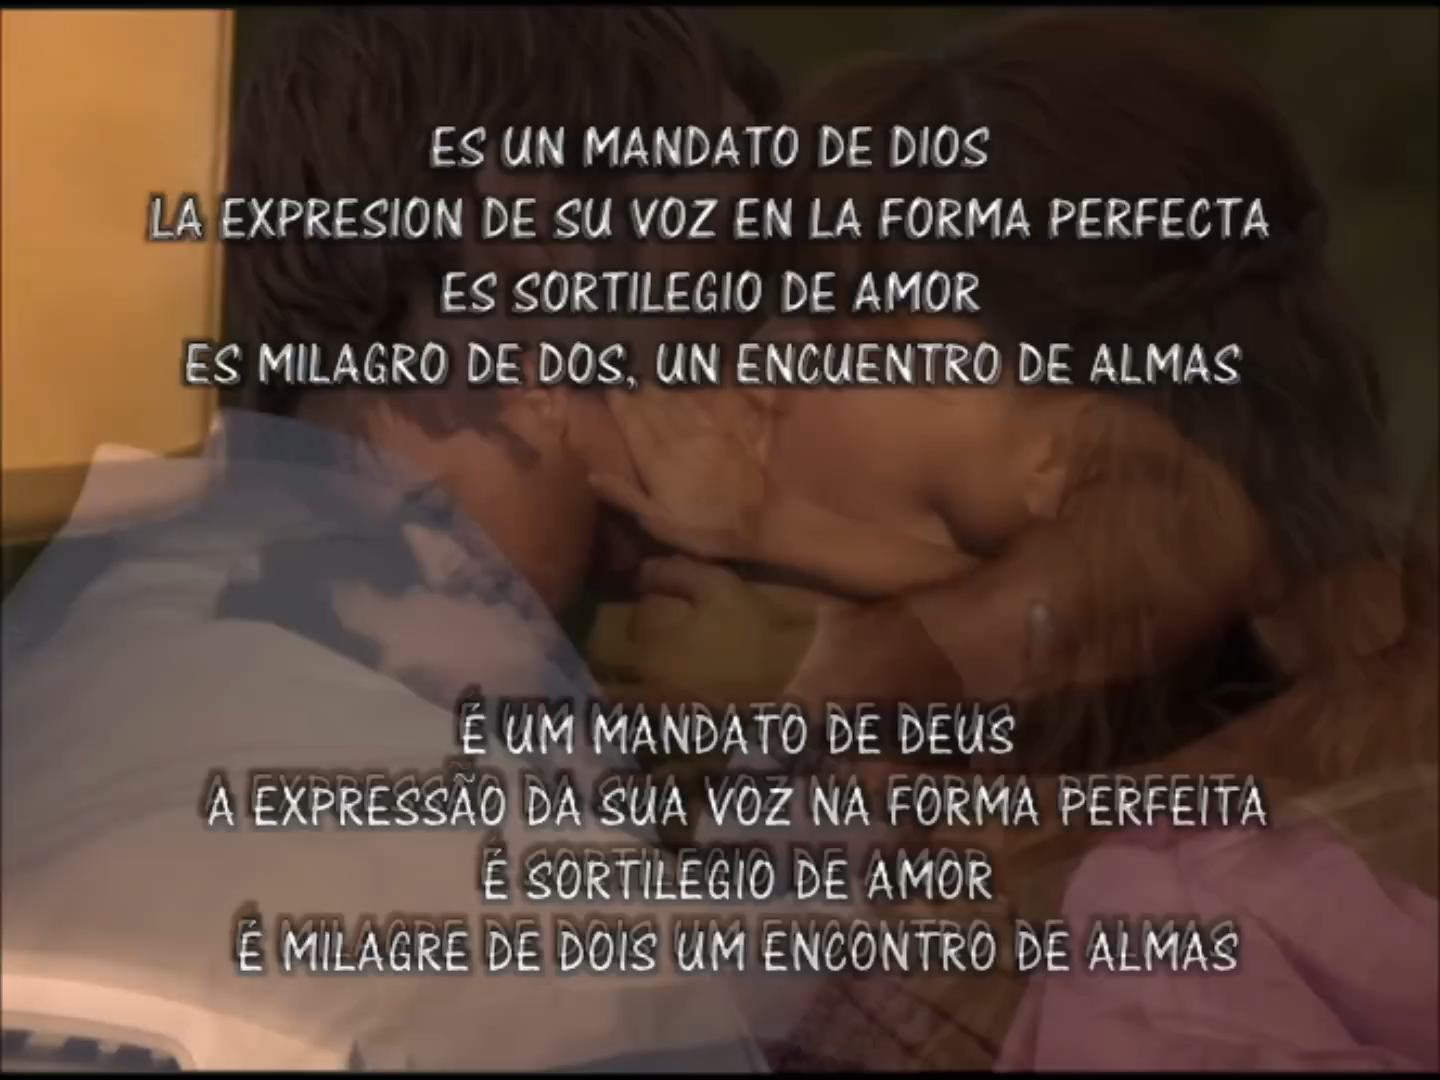 ES UN MANDATO DE DIOS
LA EXPRESION DE SU VOZ EN LA FORMA PERFECTA
ES SORTILEGIO DE AMOR
ES MILAGRO DE DOS, UN ENCUENTRO DE ALMAS
É UM MANDATO DE DEUS
A EXPRESSÃO DA SUA VOZ NA FORMA PERFEITA
É SORTILEGIO DE AMOR
É MILAGRE DE DOIS UM ENCONTRO DE ALMAS